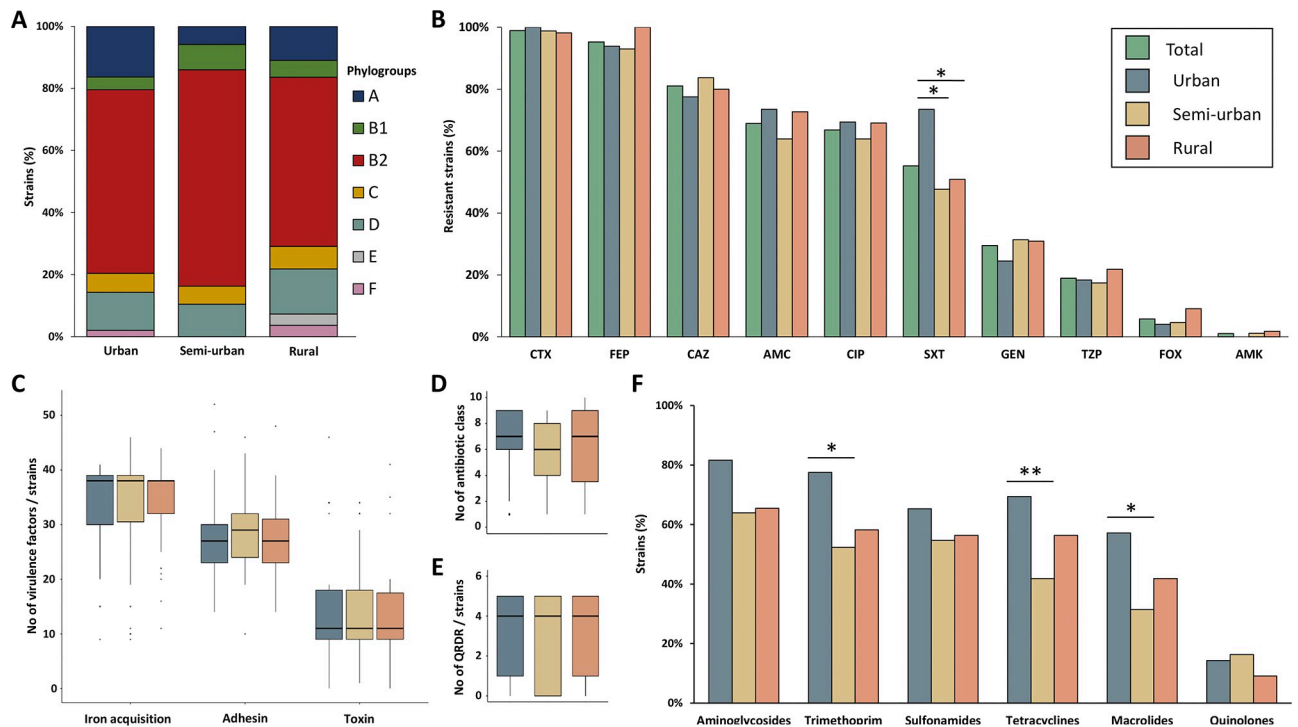 A
100%
80%
60%
40%
20%
0%
Strains (%)
Urban
Semi-urban
Rural
Phylogroups
A
B1
B2
C
D
E
F
B
100%
80%
60%
40%
20%
0%
Resistant strains (%)
CTX
FEP
CAZ
AMC
CIP
SXT
GEN
TZP
FOX
AMK
*
*
Total
Urban
Semi-urban
Rural
C
50
40
30
20
10
0
No of virulence factors / strains
Iron acquisition
Adhesin
Toxin
D
10
8
6
4
2
0
No of antibiotic class
E
6
4
2
0
No of QRDR / strains
F
100%
80%
60%
40%
20%
0%
Strains (%)
*
**
*
Aminoglycosides
Trimethoprim
Sulfonamides
Tetracyclines
Macrolides
Quinolones